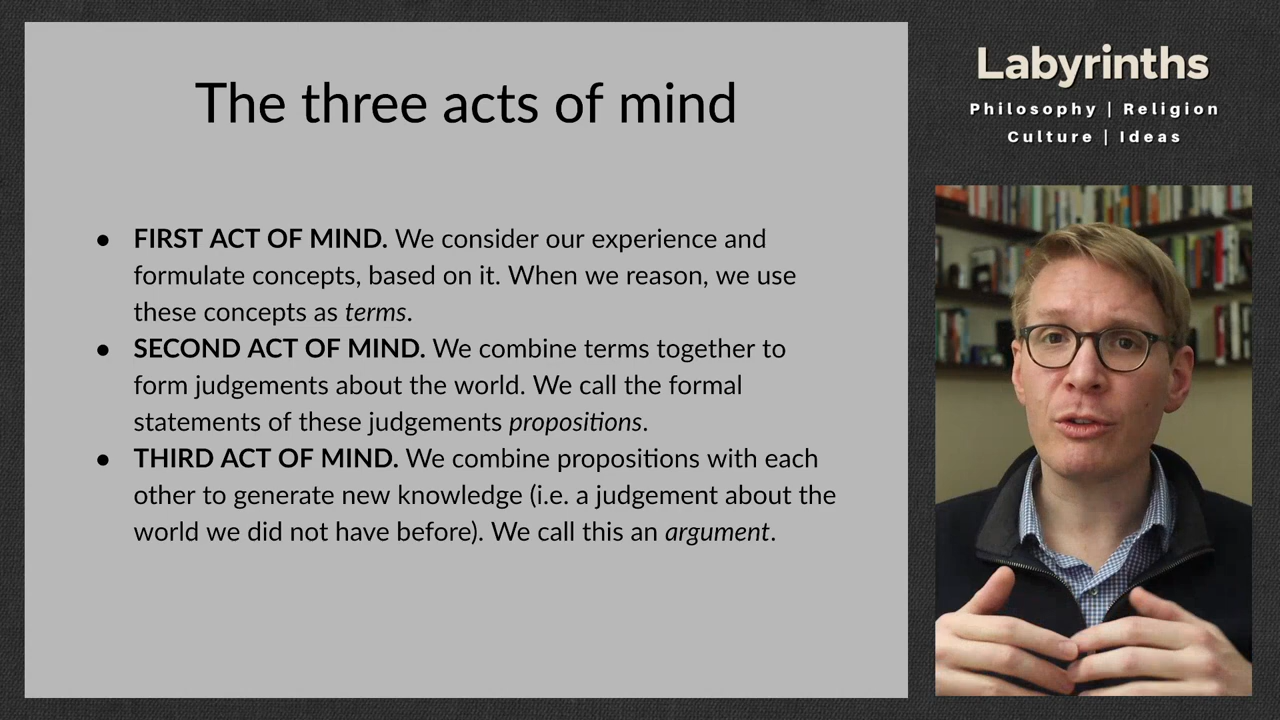 The three acts of mind
● FIRST ACT OF MIND. We consider our experience and
formulate concepts, based on it. When we reason, we use
these concepts as terms.
● SECOND ACT OF MIND. We combine terms together to
form judgements about the world. We call the formal
statements of these judgements propositions.
● THIRD ACT OF MIND. We combine propositions with each
other to generate new knowledge (i.e. a judgement about the
world we did not have before). We call this an argument.
Labyrinths
Philosophy | Religion
Culture | Ideas